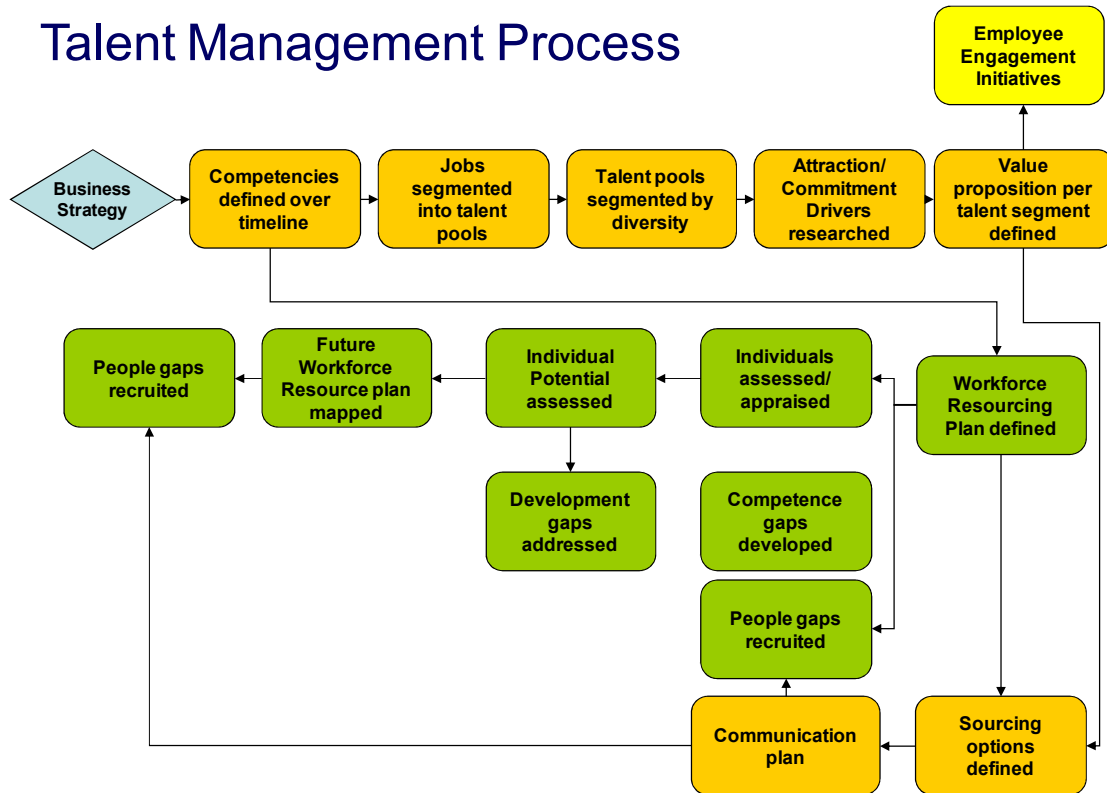 Talent Management Process
Employee
Engagement
Initiatives
Business
Strategy
Competencies
defined over
timeline
Jobs
segmented
into talent
pools
Talent pools
segmented by
diversity
Attraction/
Commitment
Drivers
researched
Value
proposition per
talent segment
defined
People gaps
recruited
Future
Workforce
Resource plan
mapped
Individual
Potential
assessed
Individuals
assessed/
appraised
Workforce
Resourcing
Plan defined
Development
gaps
addressed
Competence
gaps
developed
People gaps
recruited
Communication
plan
Sourcing
options
defined